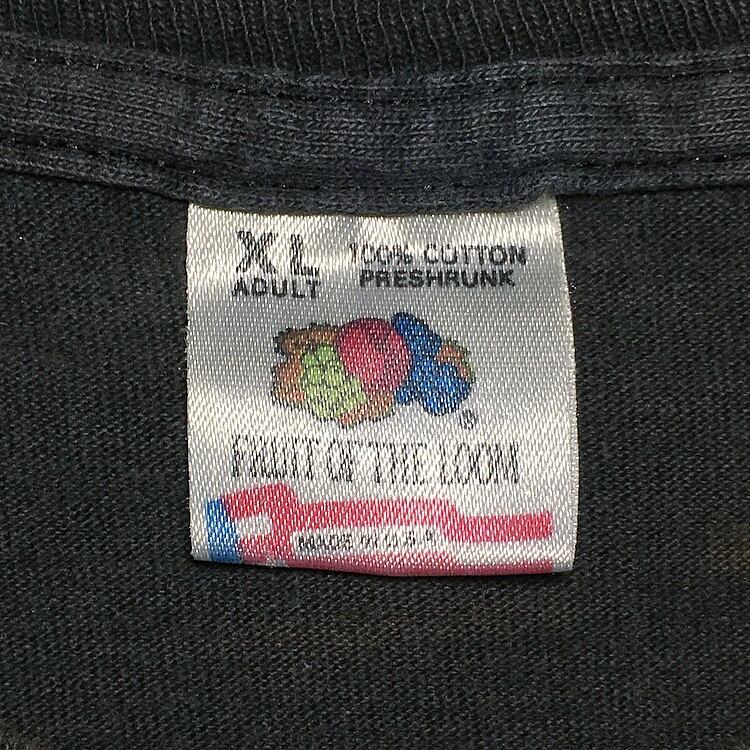 XL
ADULT
100% COTTON
PRESHRUNK
®
FRUIT OF THE LOOM
MADE IN U.S.A